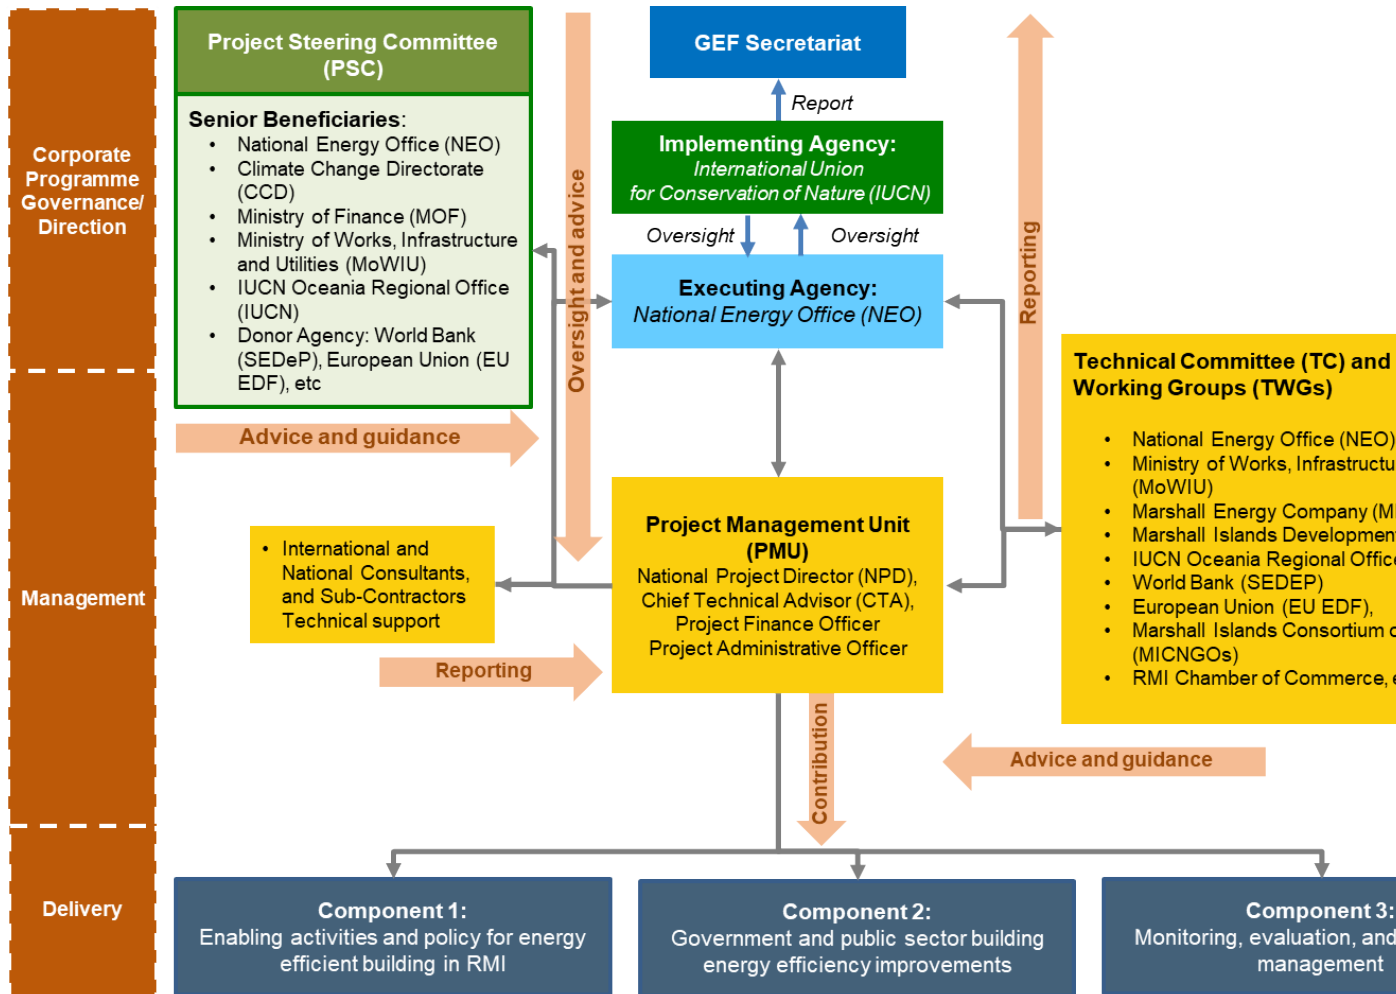 Corporate
Programme
Governance/
Direction
Management
Delivery
Project Steering Committee
(PSC)
Senior Beneficiaries:
• National Energy Office (NEO)
• Climate Change Directorate
(CCD)
• Ministry of Finance (MOF)
• Ministry of Works, Infrastructure
and Utilities (MoWIU)
• IUCN Oceania Regional Office
(IUCN)
• Donor Agency: World Bank
(SEDeP), European Union (EU
EDF), etc
Advice and guidance
Oversight and advice
GEF Secretariat
Report
Implementing Agency:
International Union
for Conservation of Nature (IUCN)
Oversight
Oversight
Executing Agency:
National Energy Office (NEO)
Reporting
Technical Committee (TC) and
Working Groups (TWGs)
• National Energy Office (NEO)
• Ministry of Works,
(MoWIU)
• Marshall Energy Company
• Marshall Islands Development
• IUCN Oceania Regional Office
• World Bank (SEDEP)
• European Union (EU EDF),
• Marshall Islands Consortium
(MICNGOs)
• RMI Chamber of Commerce,
• International and
National Consultants,
and Sub-Contractors
Technical support
Reporting
Project Management Unit
(PMU)
National Project Director (NPD),
Chief Technical Advisor (CTA),
Project Finance Officer
Project Administrative Officer
Contribution
Advice and guidance
Component 1:
Enabling activities and policy for energy
efficient building in RMI
Component 2:
Government and public sector building
energy efficiency improvements
Component 3:
Monitoring, evaluation, and
management